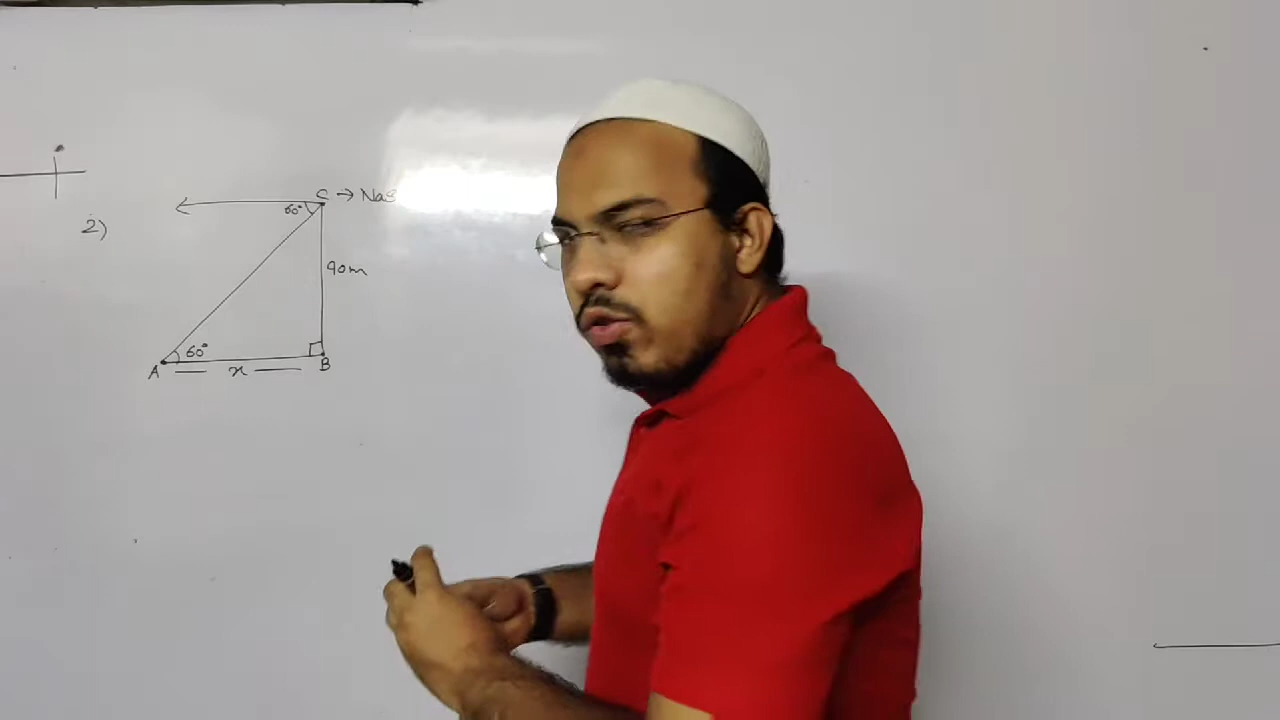 2)
C → Nas
60°
90m
60°
A — x — B